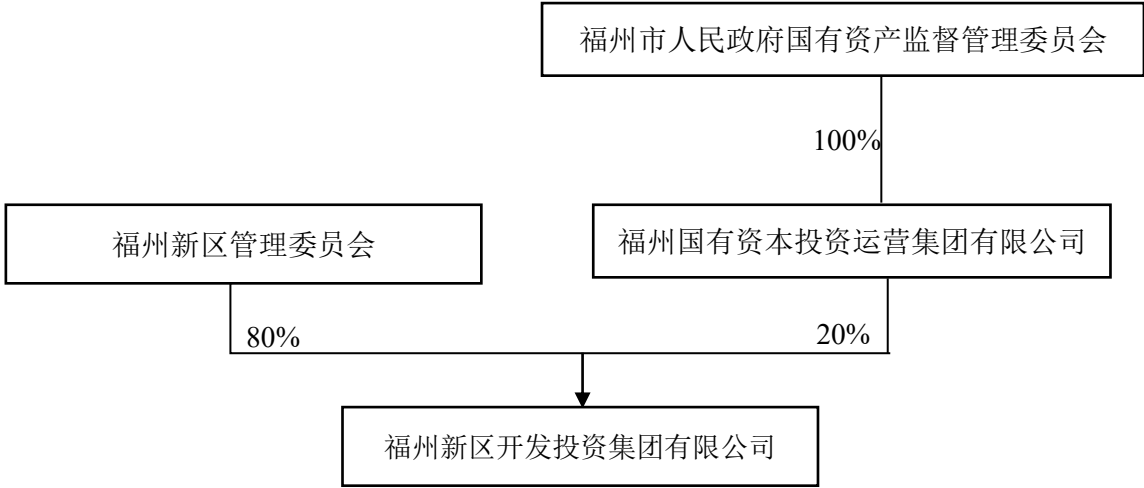 福州市人民政府国有资产监督管理委员会
100%
福州新区管理委员会
福州国有资本投资运营集团有限公司
80%
20%
福州新区开发投资集团有限公司